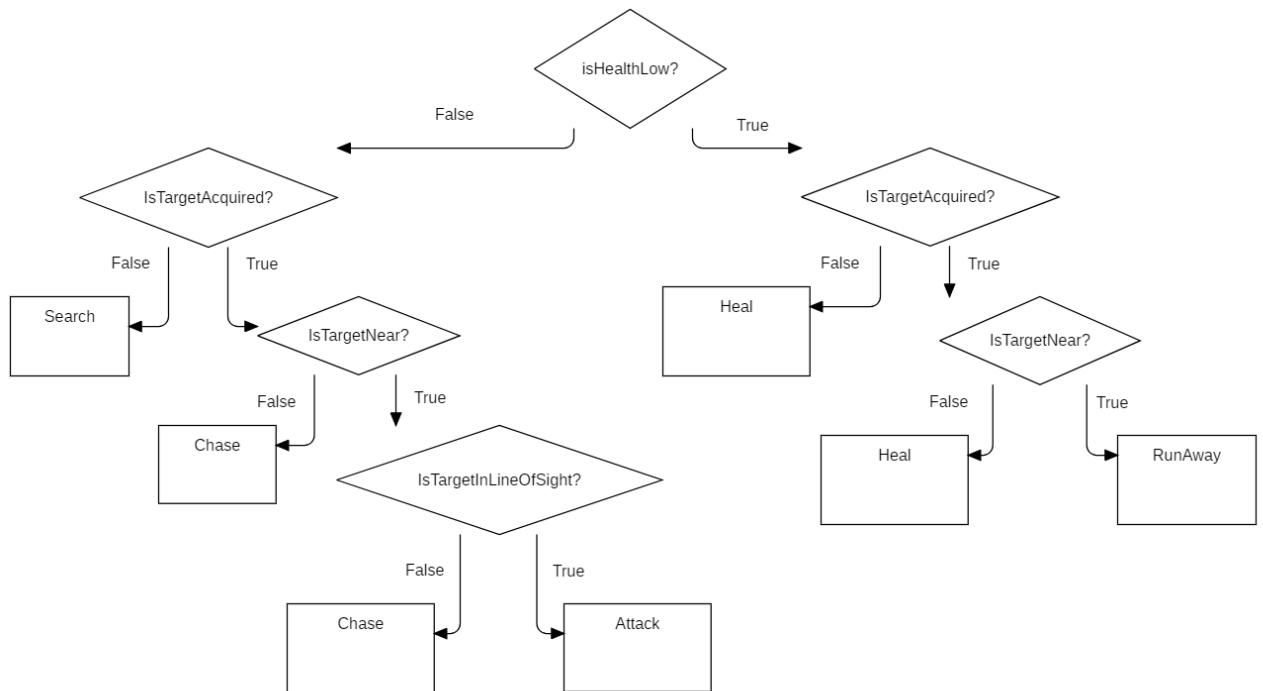 isHealthLow?
False
True
IsTargetAcquired?
IsTargetAcquired?
False
True
False
True
Search
IsTargetNear?
Heal
IsTargetNear?
False
True
False
True
Chase
IsTargetInLineOfSight?
Heal
RunAway
False
True
Chase
Attack